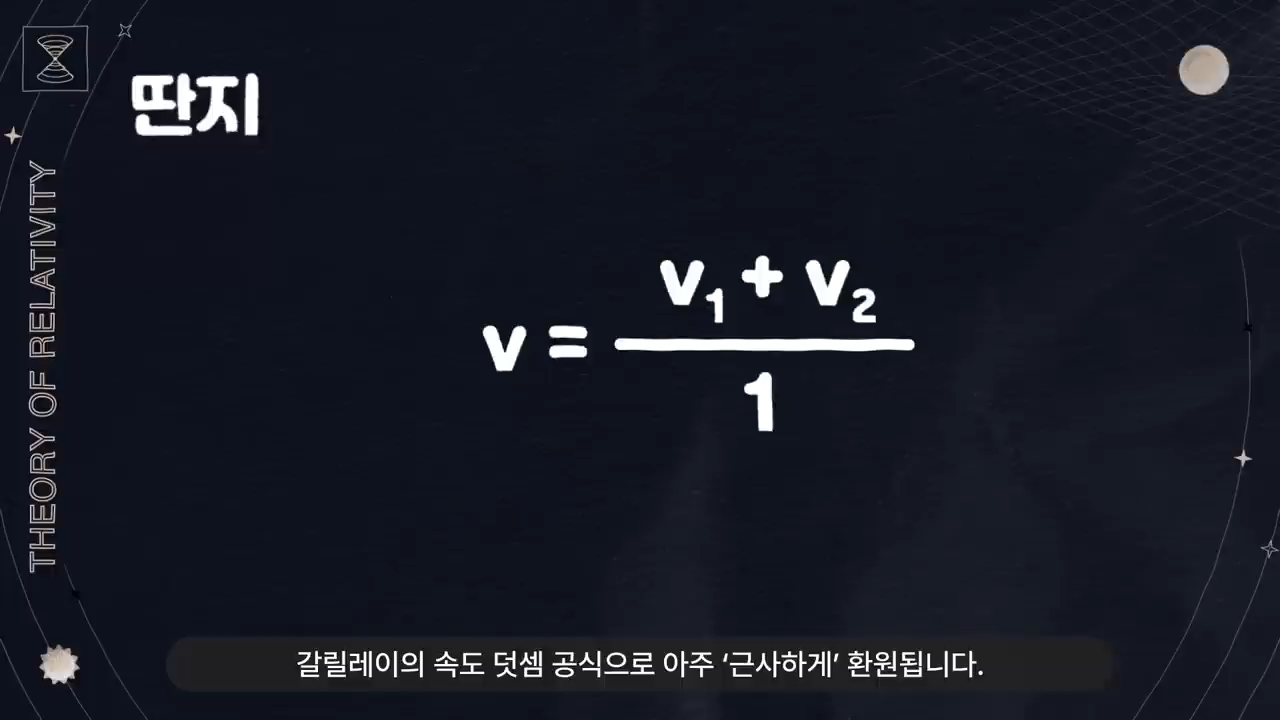 딴지
THEORY OF RELATIVITY
v = (v₁ + v₂) / 1
갈릴레이의 속도 덧셈 공식으로 아주 ‘근사하게’ 환원됩니다.